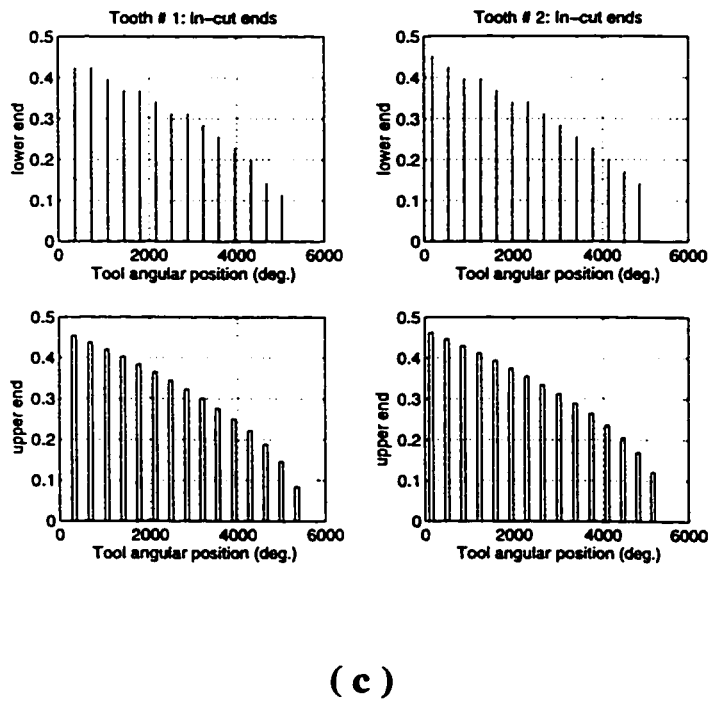 Tooth # 1: In-cut ends
Tooth # 2: In-cut ends
0.5
0.4
0.3
0.2
0.1
0
lower end
0 2000 4000 6000
Tool angular position (deg.)
0.5
0.4
0.3
0.2
0.1
0
lower end
0 2000 4000 6000
Tool angular position (deg.)
0.5
0.4
0.3
0.2
0.1
0
upper end
0 2000 4000 6000
Tool angular position (deg.)
0.5
0.4
0.3
0.2
0.1
0
upper end
0 2000 4000 6000
Tool angular position (deg.)
( c )